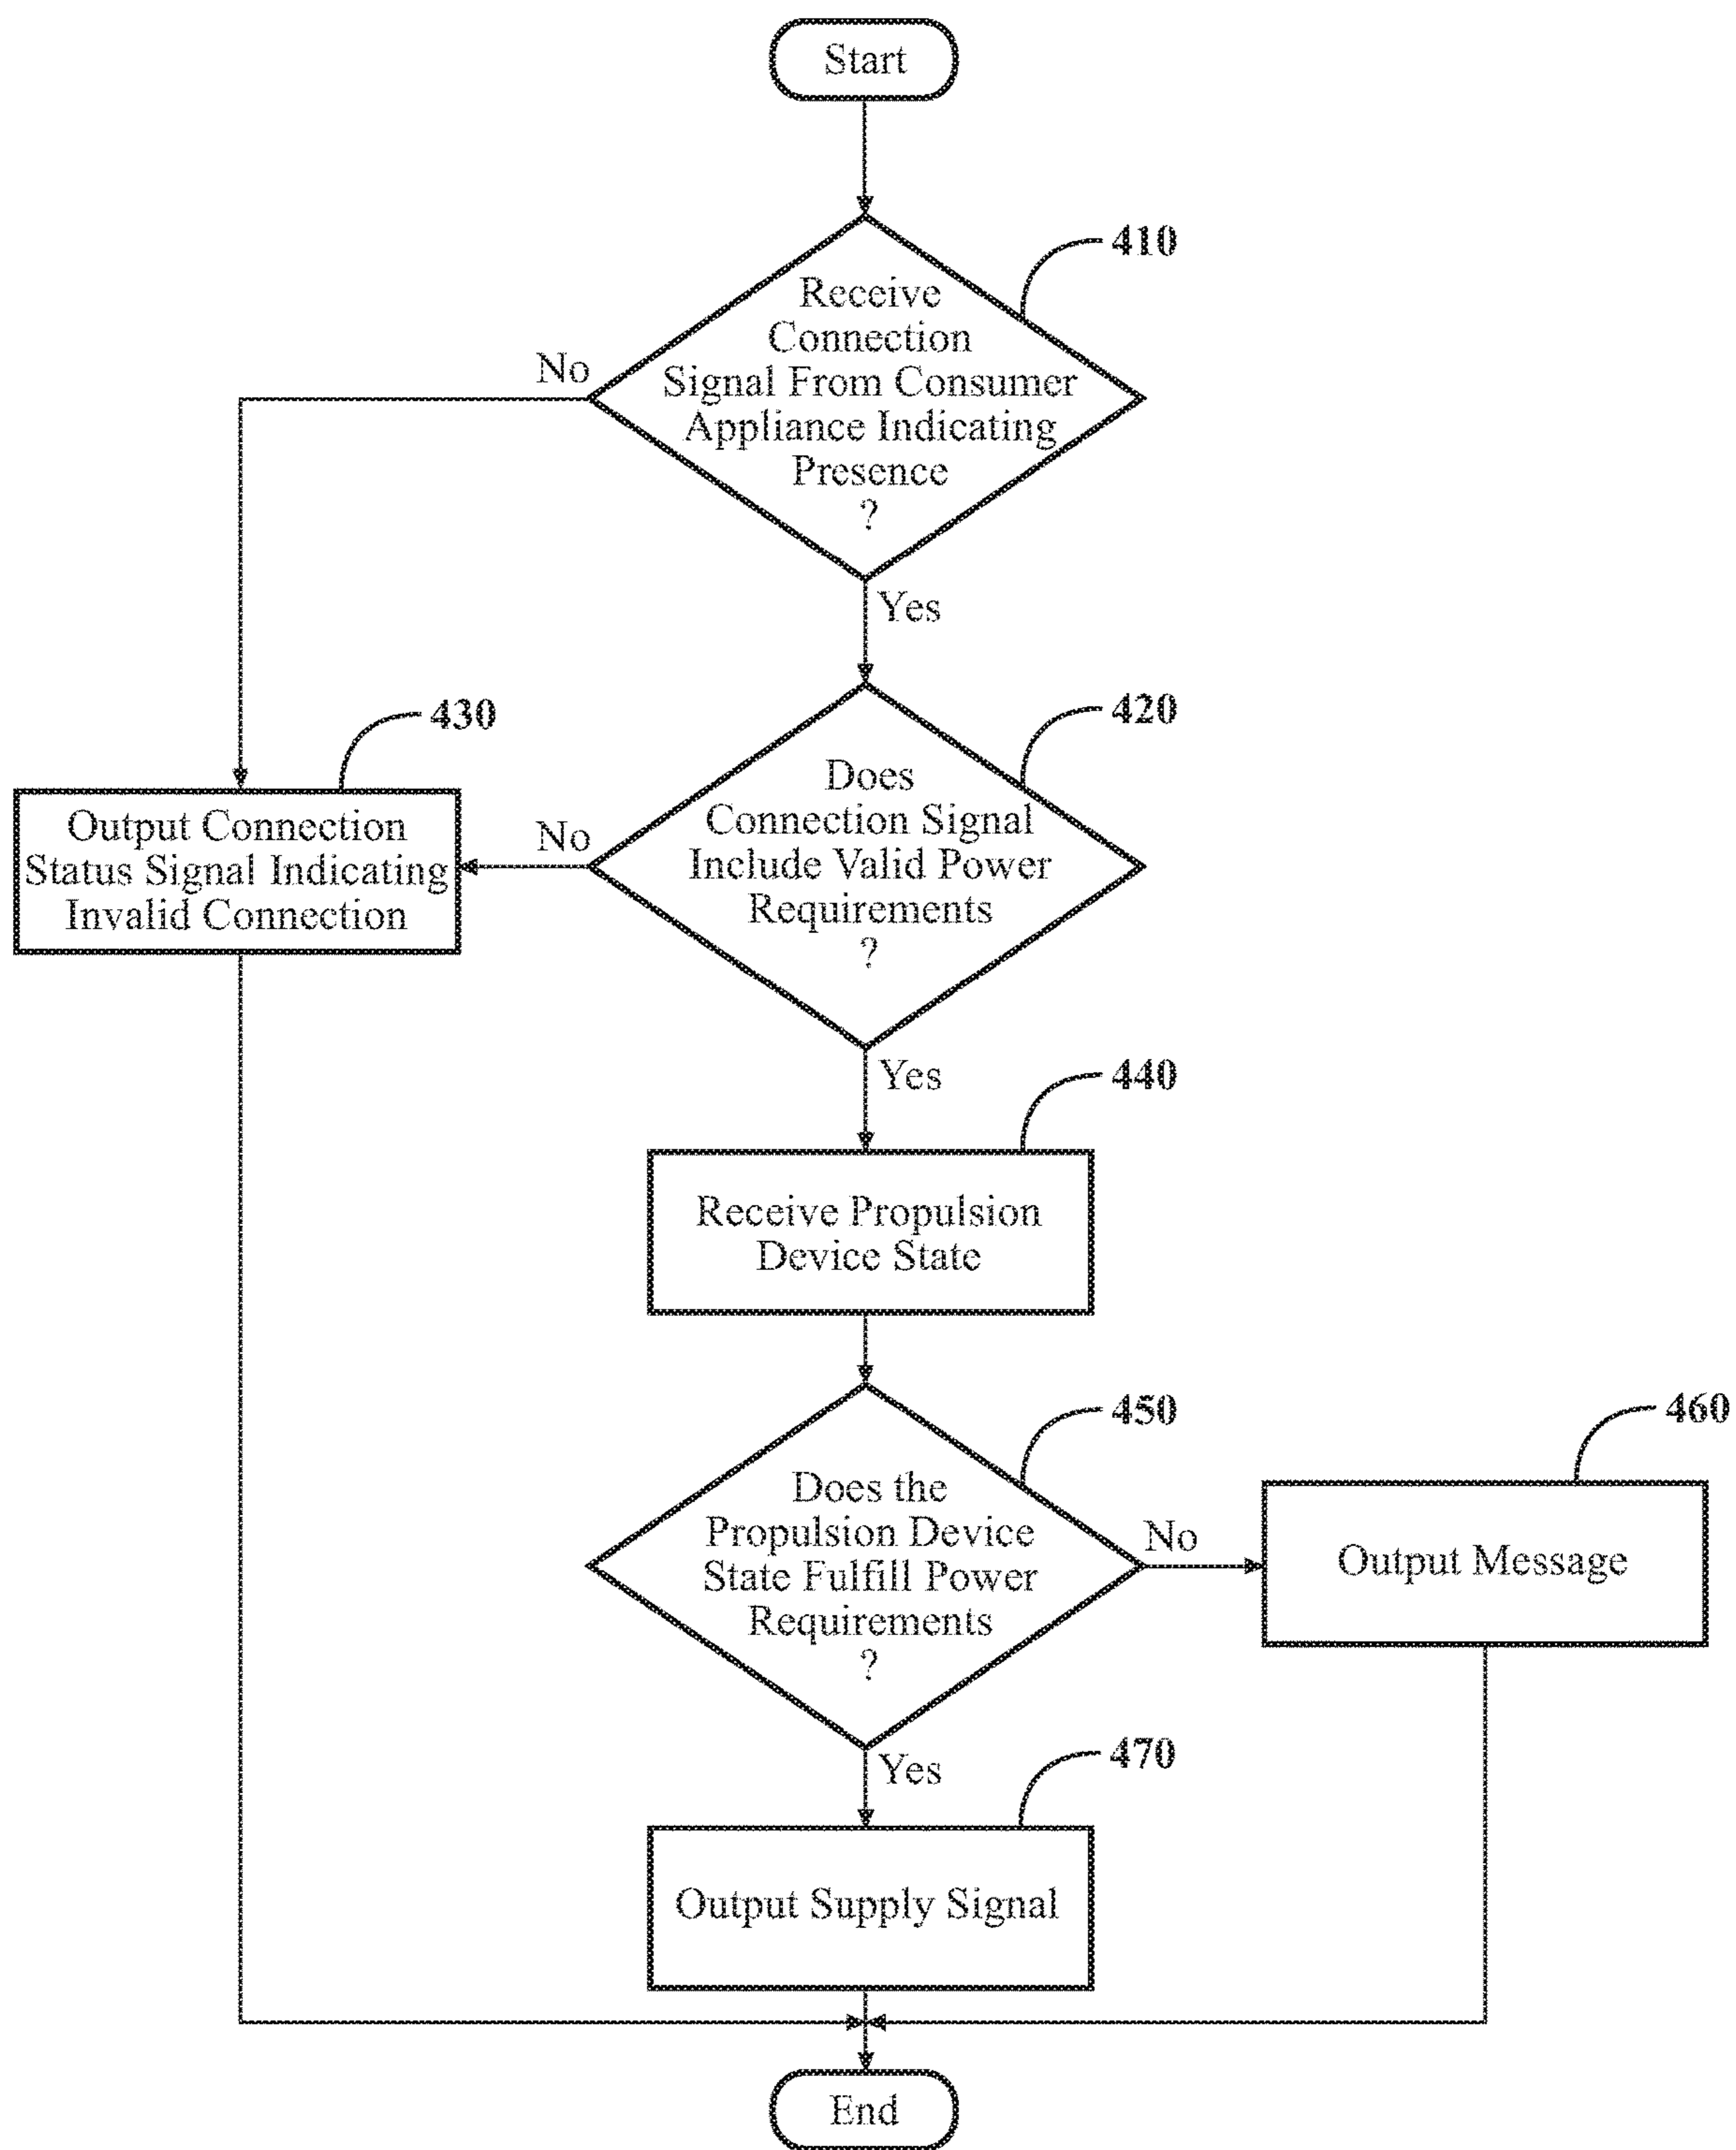 Start
410
Receive
Connection
Signal From Consumer
Appliance Indicating
Presence
?
No
Yes
430
420
Output Connection
Status Signal Indicating
Invalid Connection
No
Does
Connection Signal
Include Valid Power
Requirements
?
Yes
440
Receive Propulsion
Device State
450
460
Does the
Propulsion Device
State Fulfill Power
Requirements
?
No
Output Message
Yes
470
Output Supply Signal
End